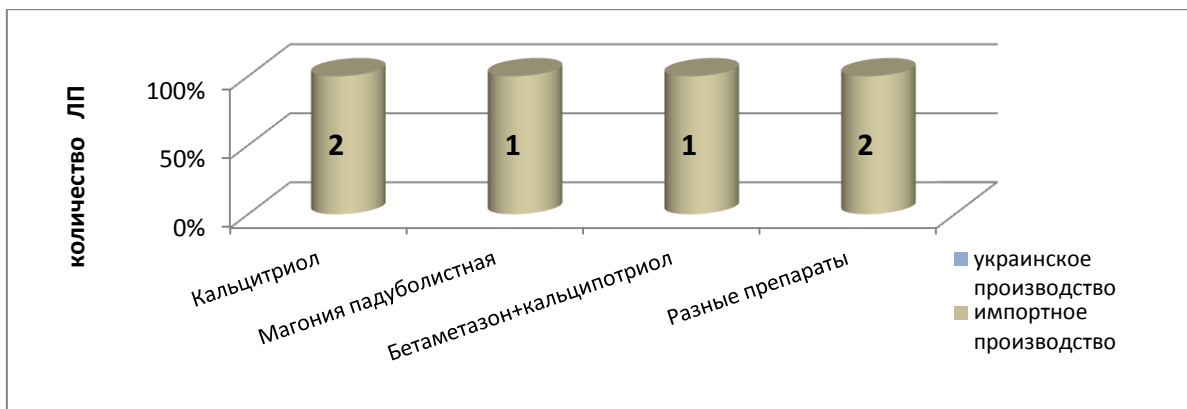 количество ЛП
100%
50%
0%
2
1
1
2
Кальцитриол
Магония падуболистная
Бетаметазон+кальципотриол
Разные препараты
украинское
производство
импортное
производство